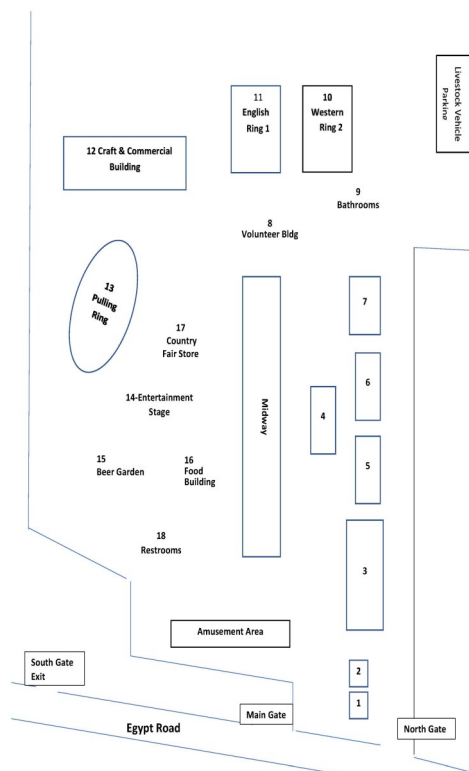 Livestock Vehicle
Parking
11
English
Ring 1
10
Western
Ring 2
12 Craft & Commercial
Building
9
Bathrooms
8
Volunteer Bldg
13
Pulling
Ring
7
17
Country
Fair Store
6
14-Entertainment
Stage
Midway
4
15
Beer Garden
16
Food
Building
5
18
Restrooms
3
Amusement Area
South Gate
Exit
2
1
Main Gate
Egypt Road
North Gate